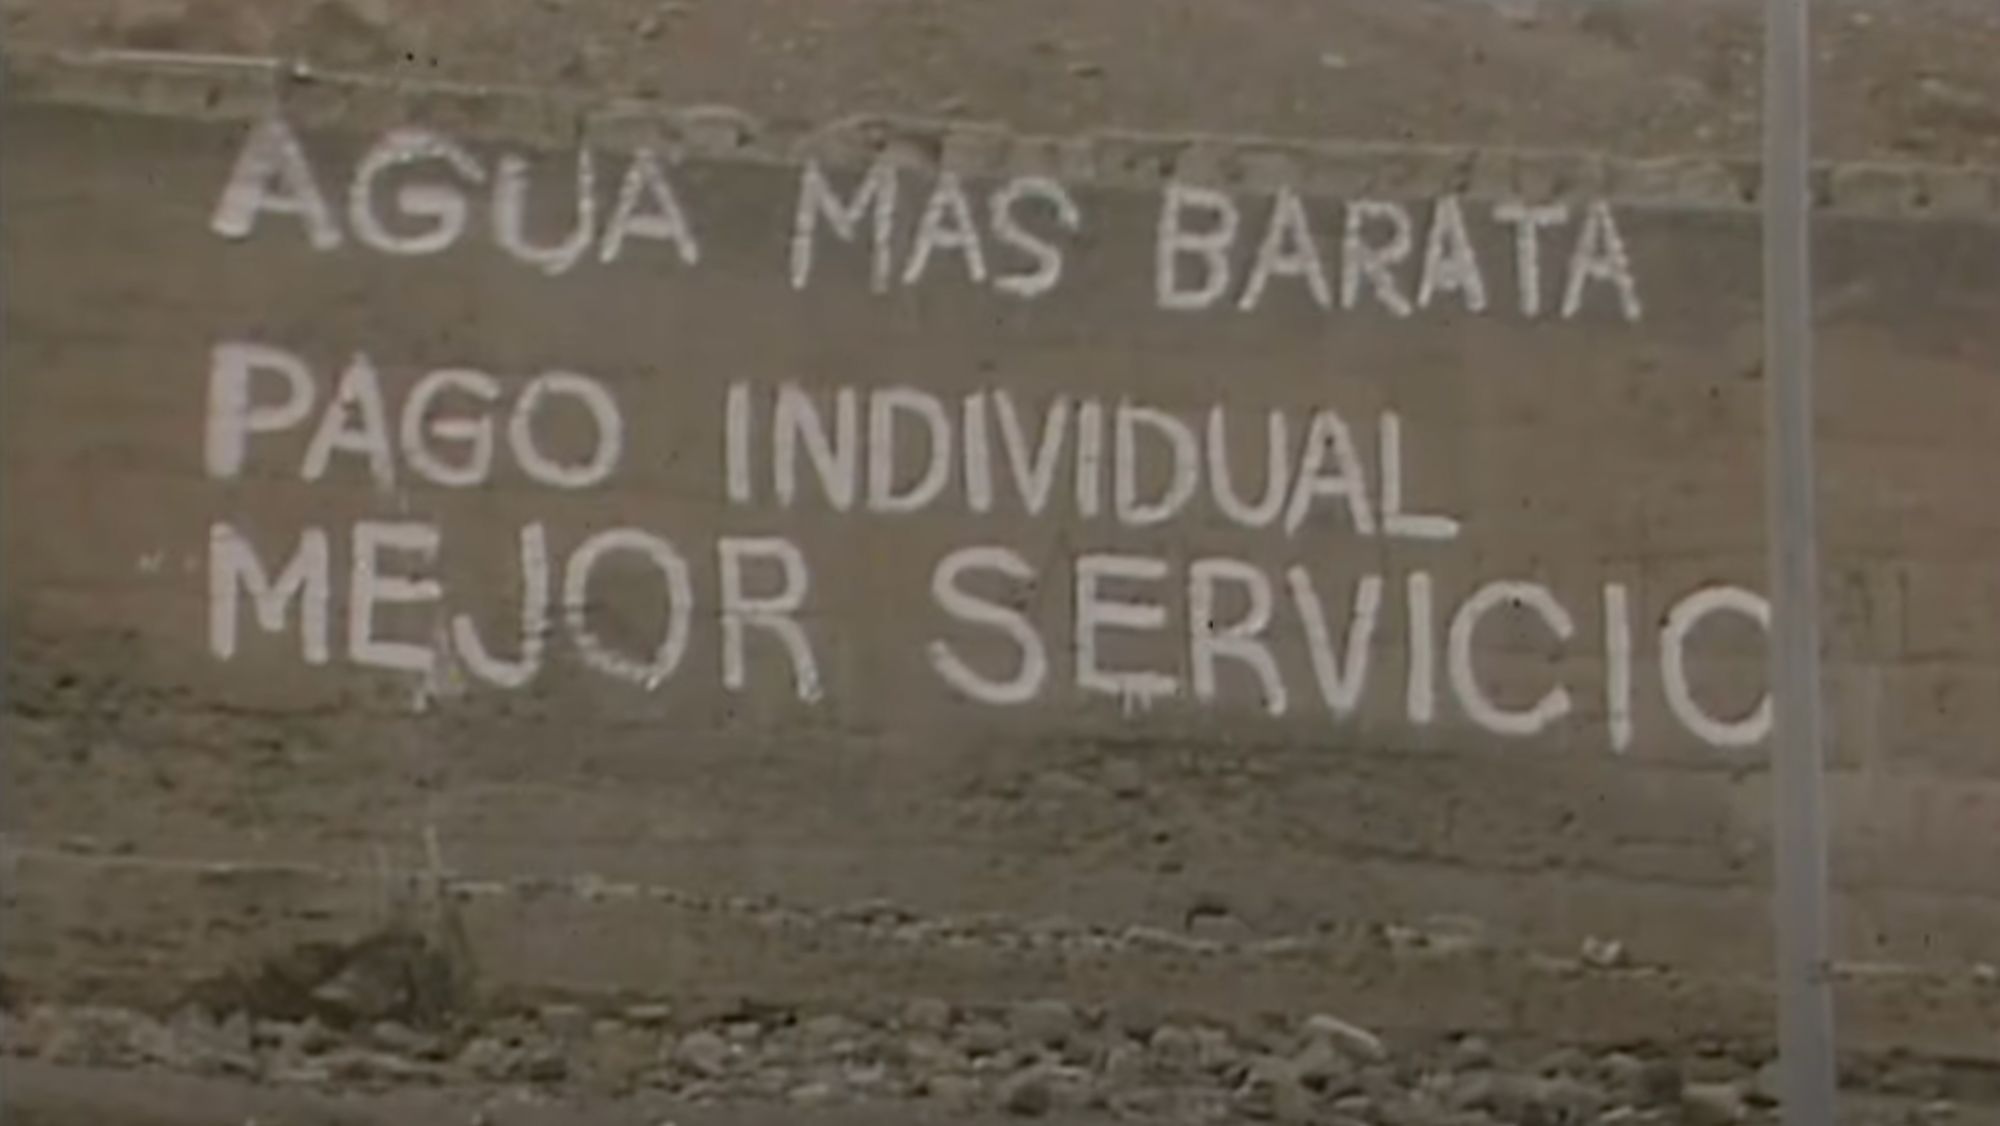 AGUA MAS BARATA
PAGO INDIVIDUAL
MEJOR SERVICIO